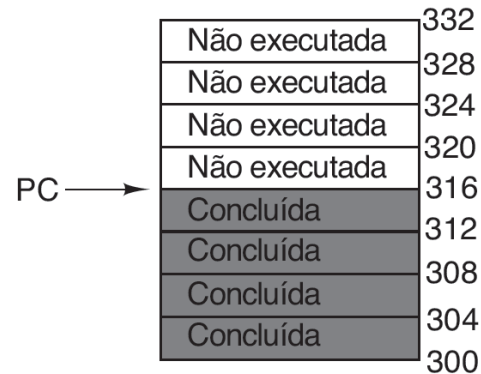 332
Não executada
328
Não executada
324
Não executada
320
Não executada
PC 316
Concluída
312
Concluída
308
Concluída
304
Concluída
300